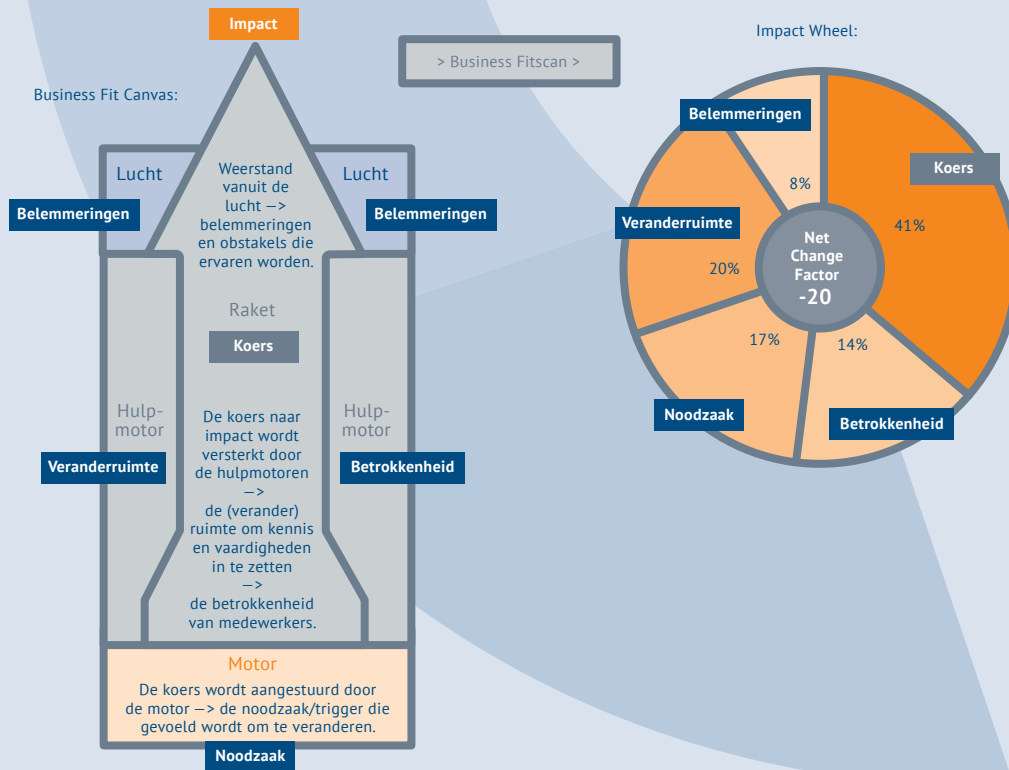 Impact
Business Fit Canvas:
> Business Fitscan >
Impact Wheel:
Lucht
Lucht
Belemmeringen
Belemmeringen
Weerstand
vanuit de
lucht —>
belemmeringen
en obstakels die
ervaren worden.
Raket
Koers
Hulp-
motor
Veranderruimte
Hulp-
motor
Betrokkenheid
De koers naar
impact wordt
versterkt door
de hulpmotoren
—>
de (verander)
ruimte om kennis
en vaardigheden
in te zetten
—>
de betrokkenheid
van medewerkers.
Motor
De koers wordt aangestuurd door
de motor —> de noodzaak/trigger die
gevoeld wordt om te veranderen.
Noodzaak
Belemmeringen
8%
Koers
41%
Veranderruimte
20%
Net
Change
Factor
-20
17%
14%
Noodzaak
Betrokkenheid